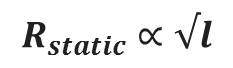 R_static ∝ √l